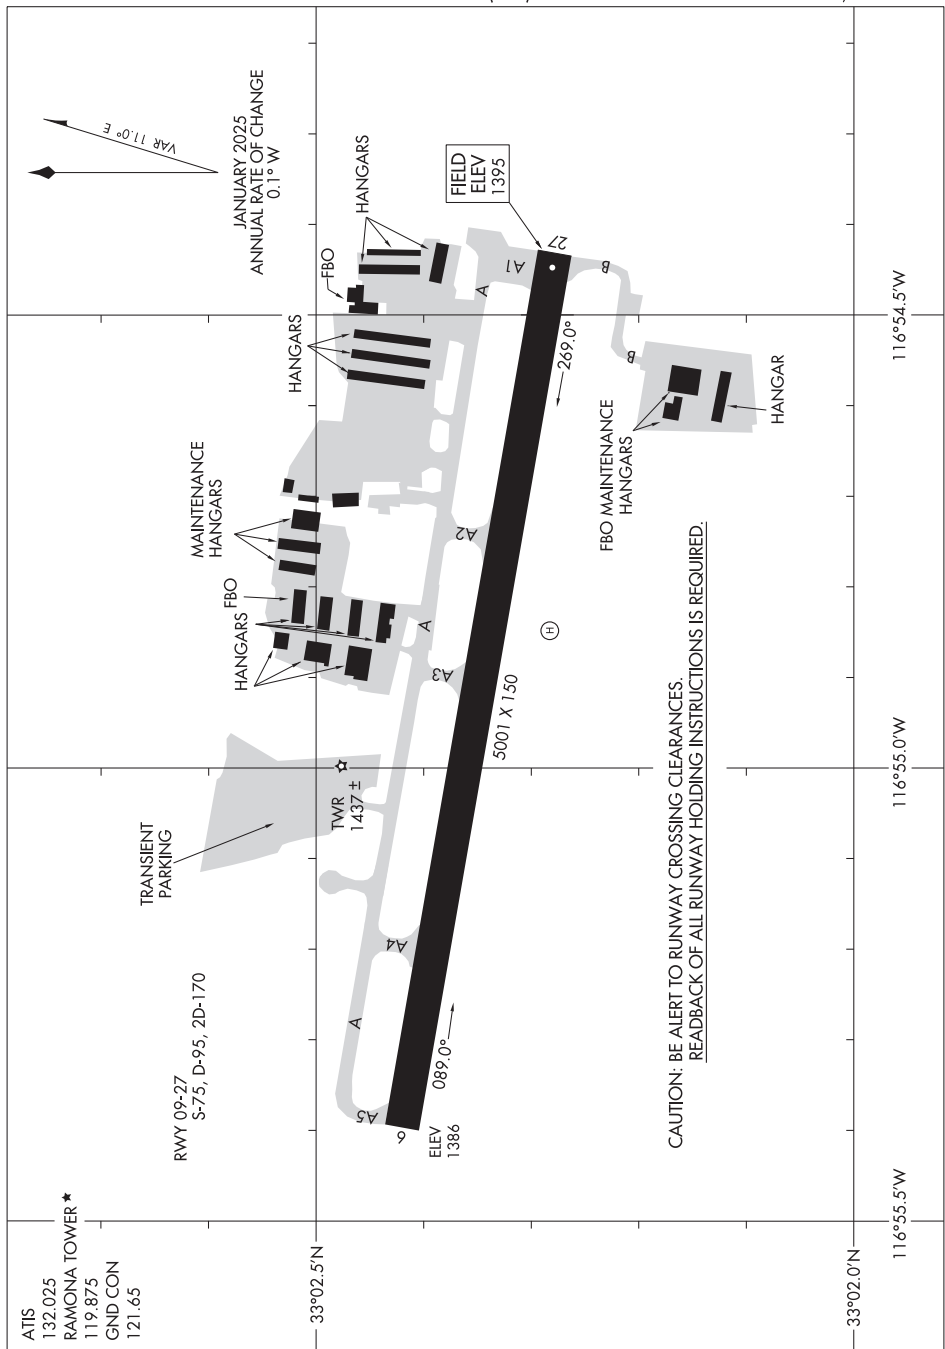 ATIS
132.025
RAMONA TOWER ★
119.875
GND CON
121.65
RWY 09-27
S-75, D-95, 2D-170
VAR 11.0° E
JANUARY 2025
ANNUAL RATE OF CHANGE
0.1° W
TRANSIENT
PARKING
HANGARS
FBO
MAINTENANCE
HANGARS
HANGARS
FBO
HANGARS
FIELD
ELEV
1395
TWR
1437 ±
A
A
A
A1
A2
A3
A4
A5
B
B
9
27
089.0°
269.0°
5001 X 150
ELEV
1386
H
FBO MAINTENANCE
HANGARS
HANGAR
CAUTION: BE ALERT TO RUNWAY CROSSING CLEARANCES.
READBACK OF ALL RUNWAY HOLDING INSTRUCTIONS IS REQUIRED.
33°02.5'N
33°02.0'N
116°55.5'W
116°55.0'W
116°54.5'W